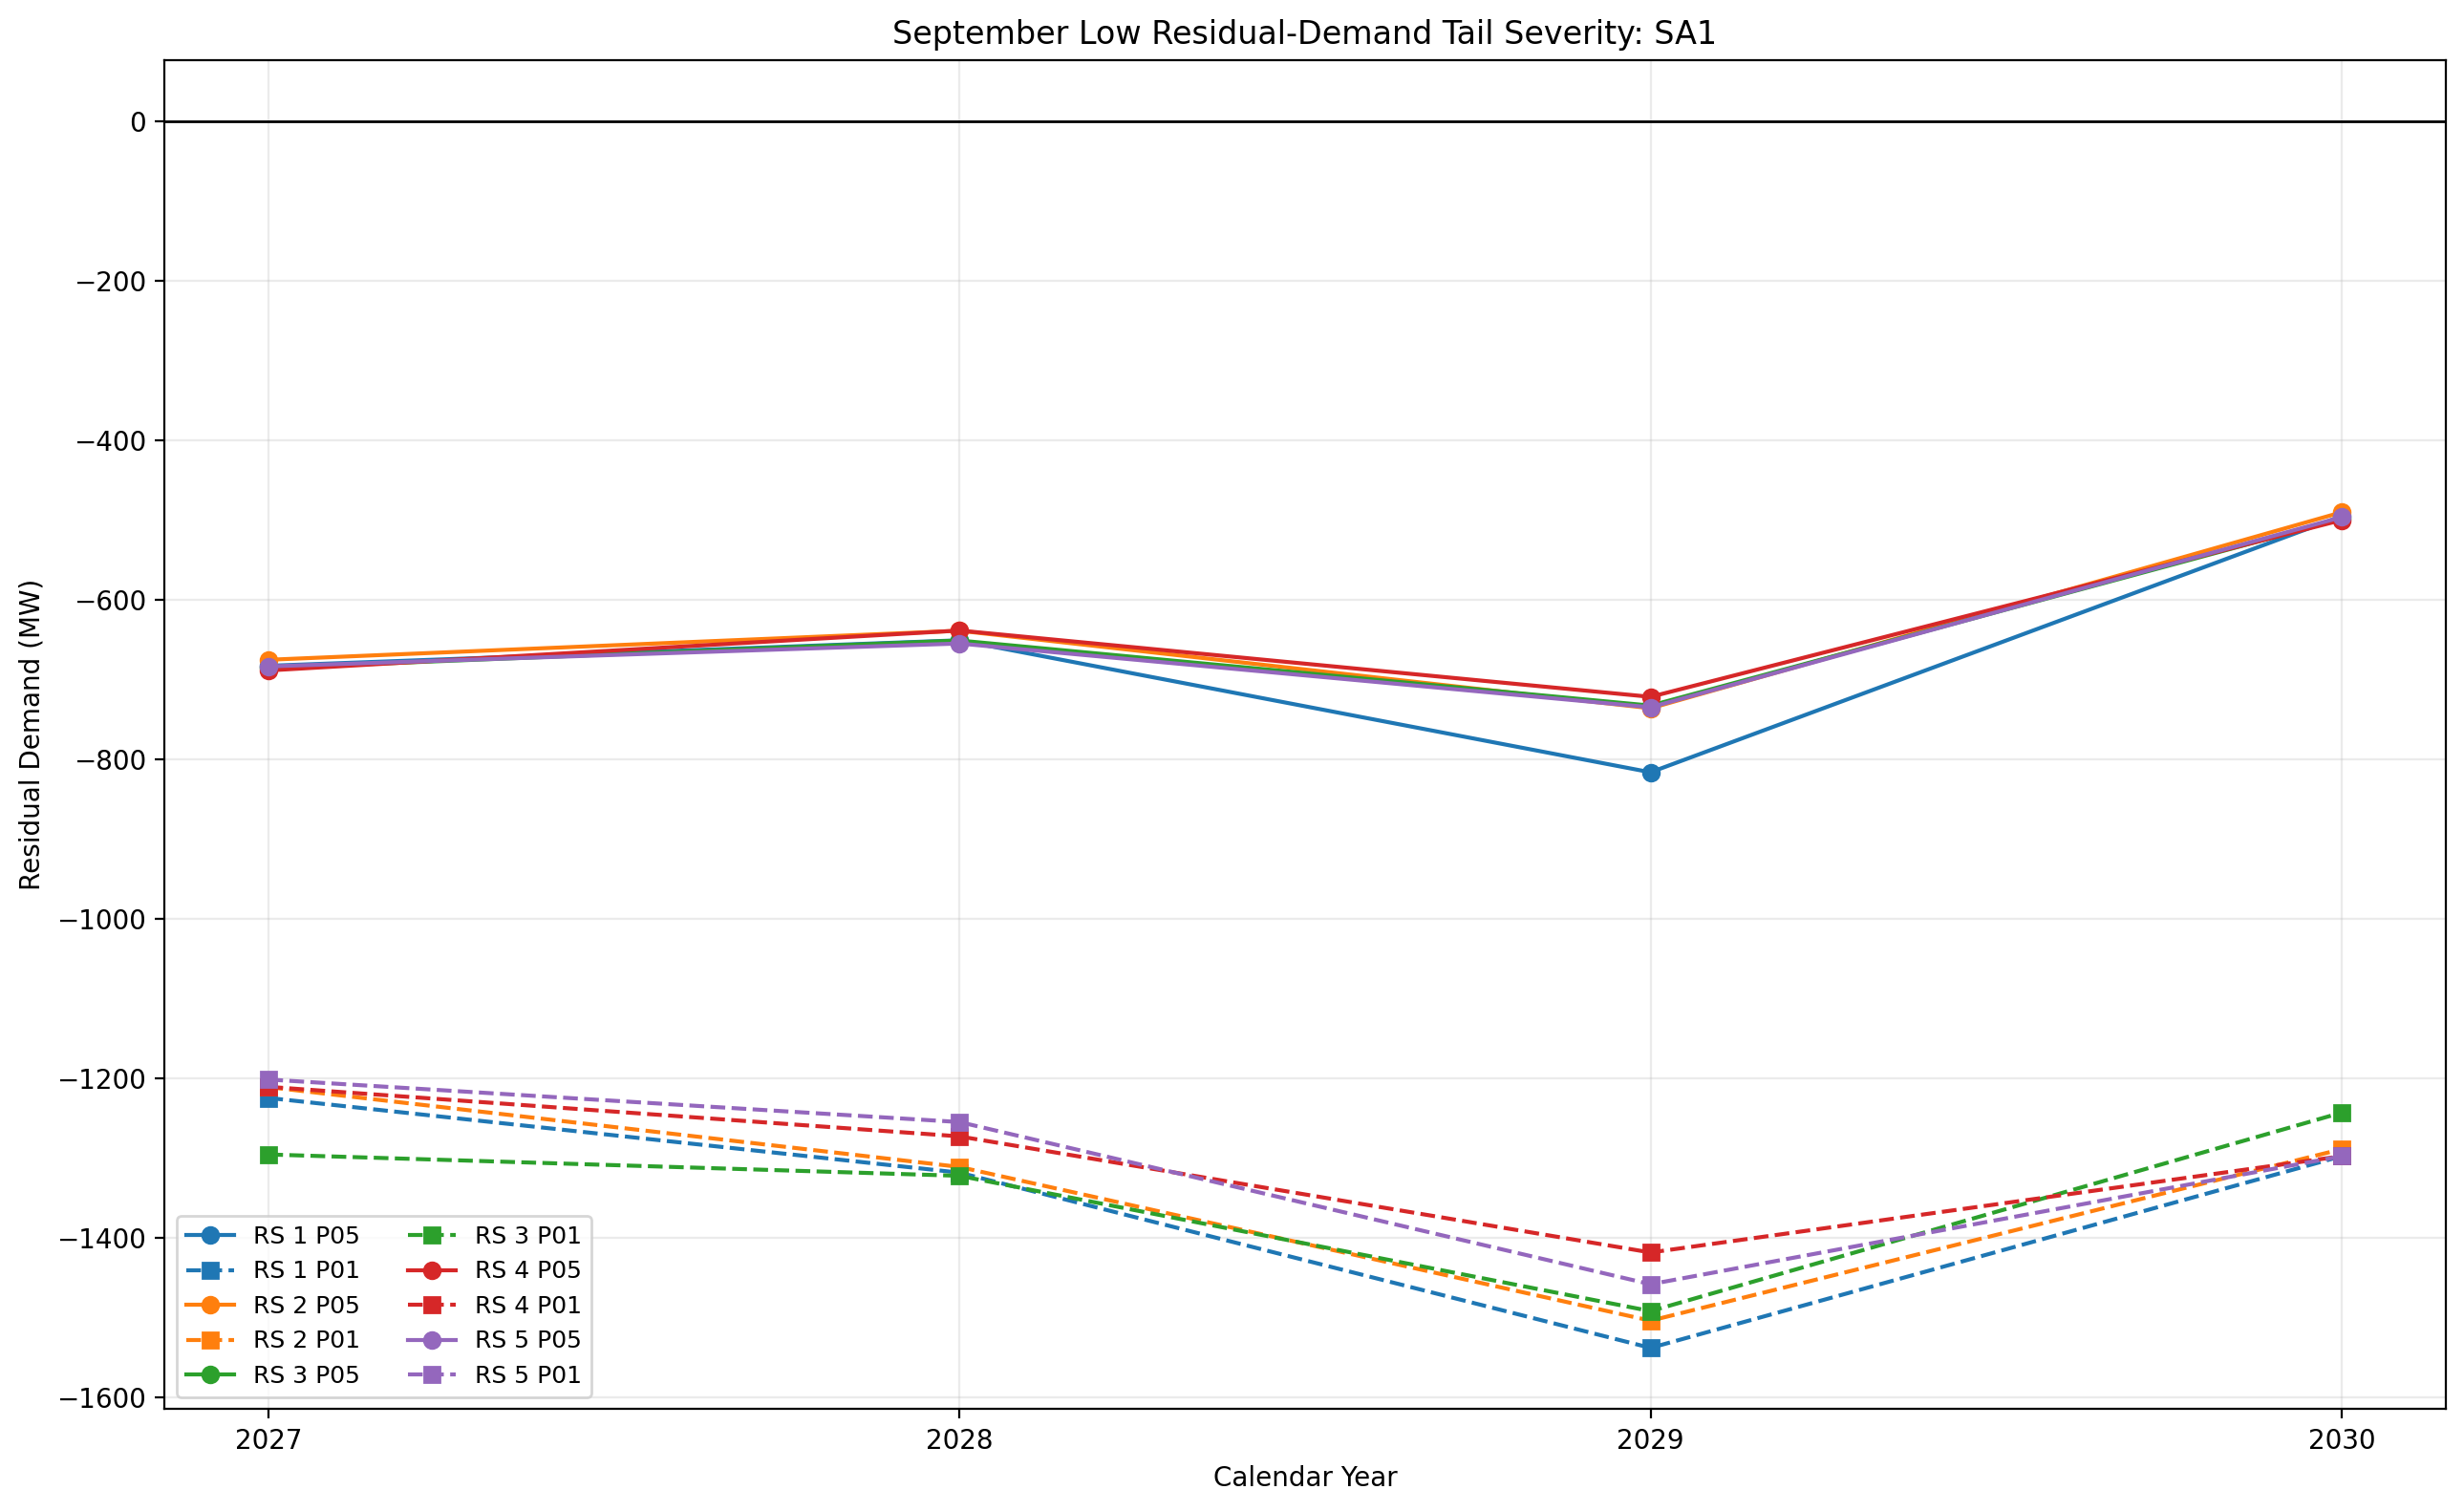 September Low Residual-Demand Tail Severity: SA1
Residual Demand (MW)
0
−200
−400
−600
−800
−1000
−1200
−1400
−1600
RS 1 P05
RS 1 P01
RS 2 P05
RS 2 P01
RS 3 P05
RS 3 P01
RS 4 P05
RS 4 P01
RS 5 P05
RS 5 P01
2027
2028
2029
2030
Calendar Year